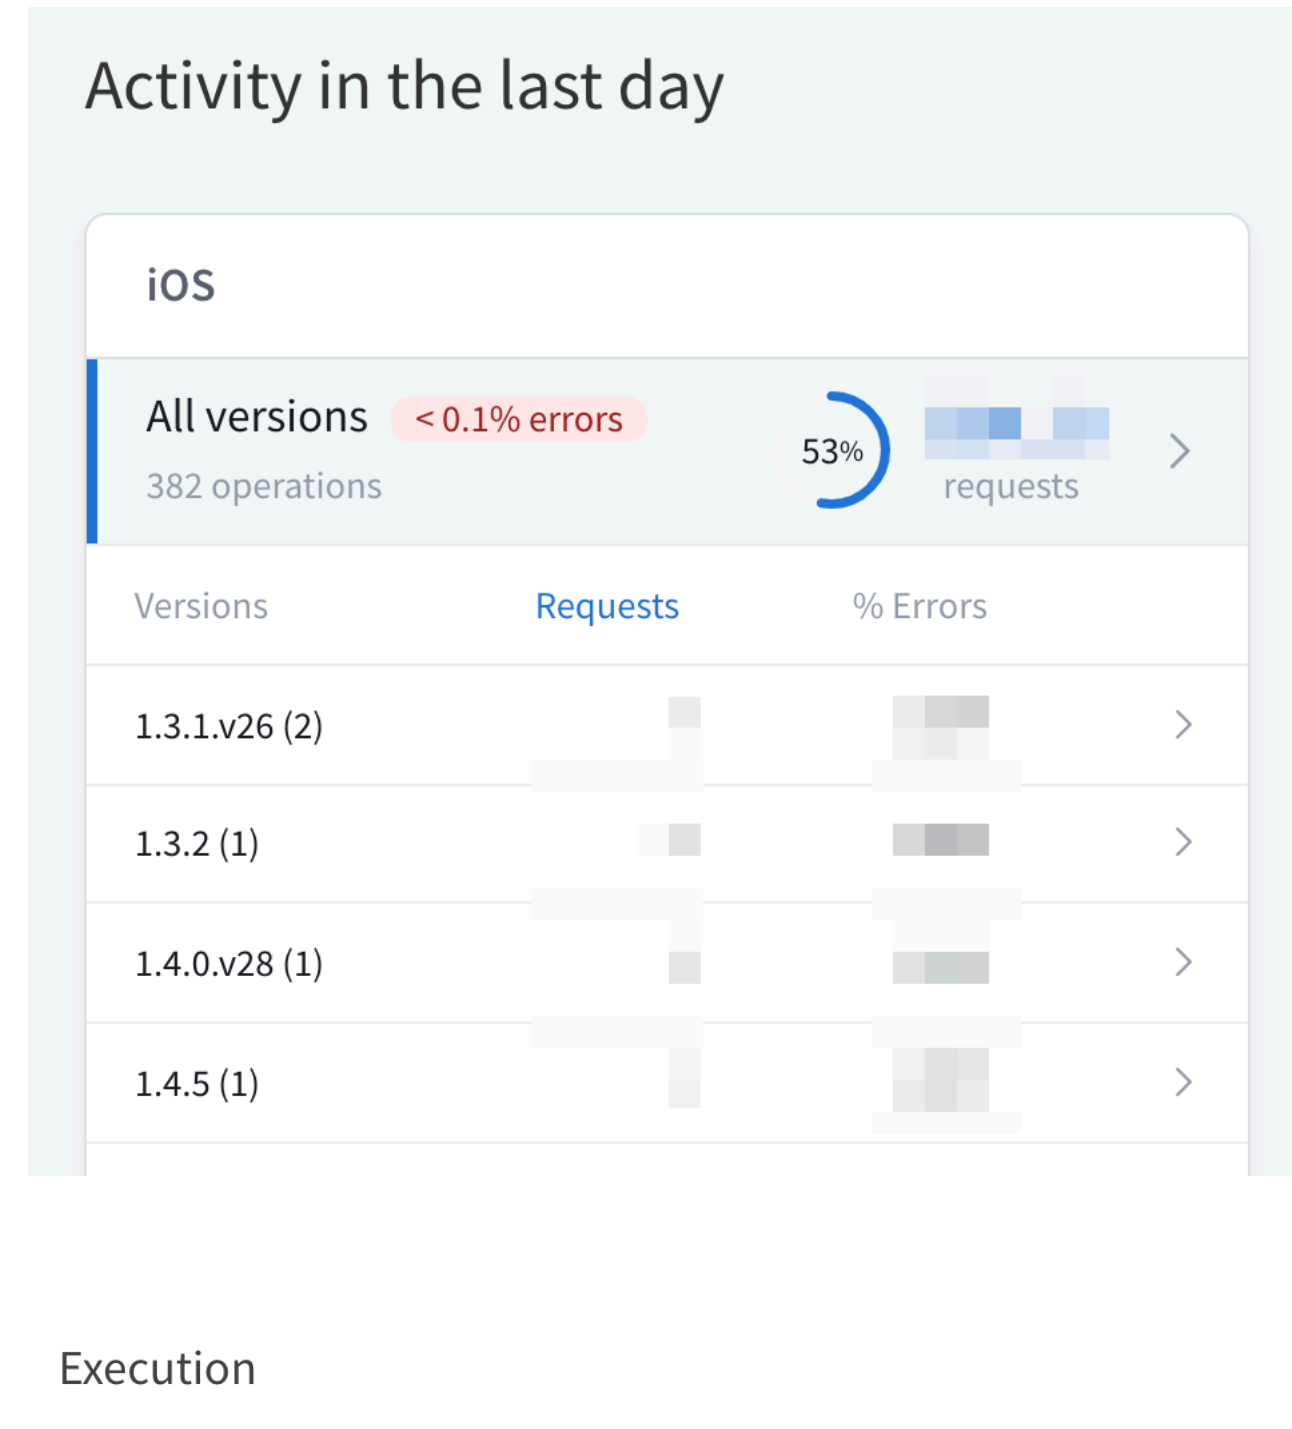 Activity in the last day
iOS
All versions < 0.1% errors
382 operations
53%
requests
Versions Requests % Errors
1.3.1.v26 (2)
1.3.2 (1)
1.4.0.v28 (1)
1.4.5 (1)
Execution